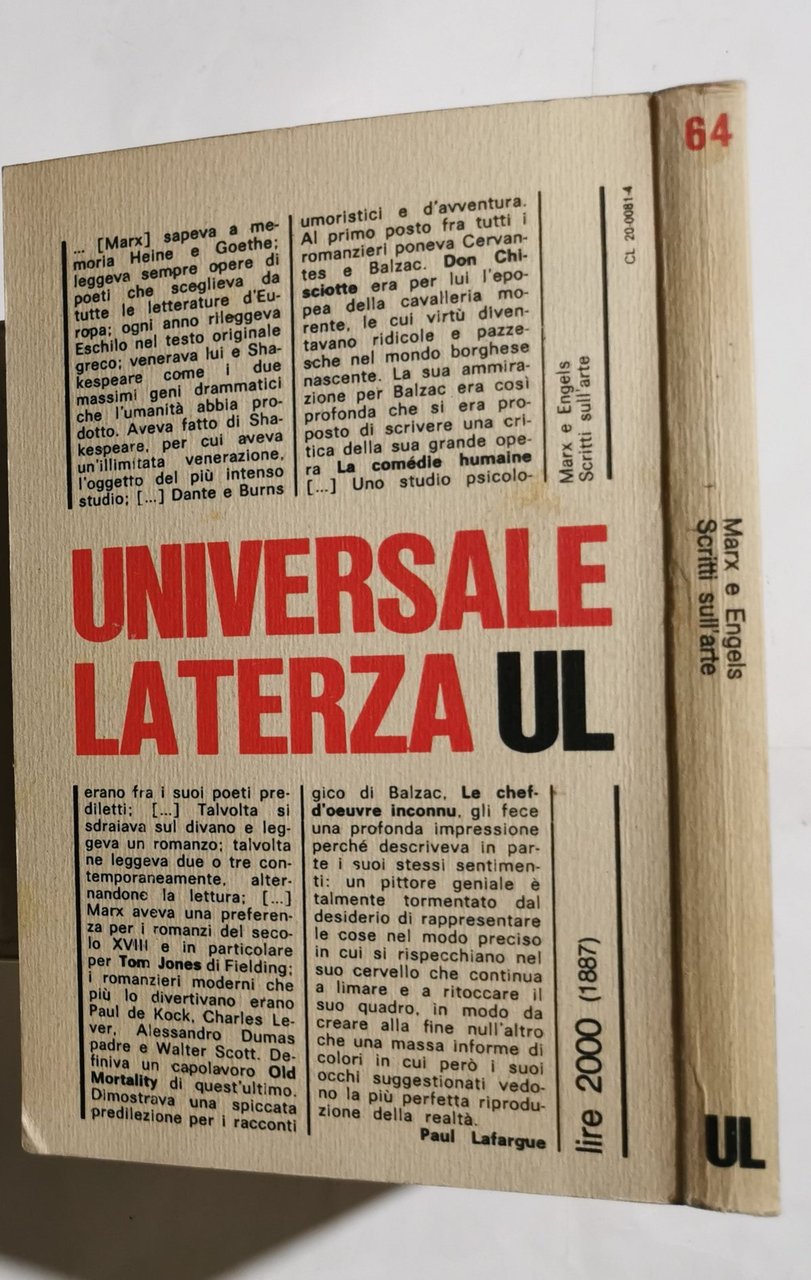 ... [Marx] sapeva a me-
moria Heine e Goethe;
leggeva sempre opere di
poeti che sceglieva da
tutte le letterature d'Eu-
ropa; ogni anno rileggeva
Eschilo nel testo originale
greco; venerava lui e Sha-
kespeare come i due
massimi geni drammatici
che l'umanità abbia pro-
dotto. Aveva fatto di Sha-
kespeare, per cui aveva
un'illimitata venerazione,
l'oggetto del più intenso
studio; [...] Dante e Burns
erano fra i suoi poeti pre-
diletti; [...] Talvolta si
sdraiava sul divano e leg-
geva un romanzo; talvolta
ne leggeva due o tre con-
temporaneamente, alter-
nandone la lettura; [...]
Marx aveva una preferen-
za per i romanzi del seco-
lo XVIII e in particolare
per Tom Jones di Fielding;
i romanzieri moderni che
più lo divertivano erano
Paul de Kock, Charles Le-
ver, Alessandro Dumas
padre e Walter Scott. De-
finiva un capolavoro Old
Mortality di quest'ultimo.
Dimostrava una spiccata
predilezione per i racconti
umoristici e d'avventura.
Al primo posto fra tutti i
romanzieri poneva Cervan-
tes e Balzac. Don Chi-
sciotte era per lui l'epo-
pea della cavalleria mo-
rente, le cui virtù diven-
tavano ridicole e pazze-
sche nel mondo borghese
nascente. La sua ammira-
zione per Balzac era così
profonda che si era pro-
posto di scrivere una cri-
tica della sua grande ope-
ra La comédie humaine
[...] Uno studio psicolo-
gico di Balzac, Le chef-
d'oeuvre inconnu, gli fece
una profonda impressione
perché descriveva in par-
te i suoi stessi sentimen-
ti: un pittore geniale è
talmente tormentato dal
desiderio di rappresentare
le cose nel modo preciso
in cui si rispecchiano nel
suo cervello che continua
a limare e a ritoccare il
suo quadro, in modo da
creare alla fine null'altro
che una massa informe di
colori in cui però i suoi
occhi suggestionati vedo-
no la più perfetta riprodu-
zione della realtà.
Paul Lafargue
UNIVERSALE
LATERZA UL
Marx e Engels
Scritti sull'arte
CL 20-0081-4
lire 2000 (1887)
64
Marx e Engels
Scritti sull'arte
UL